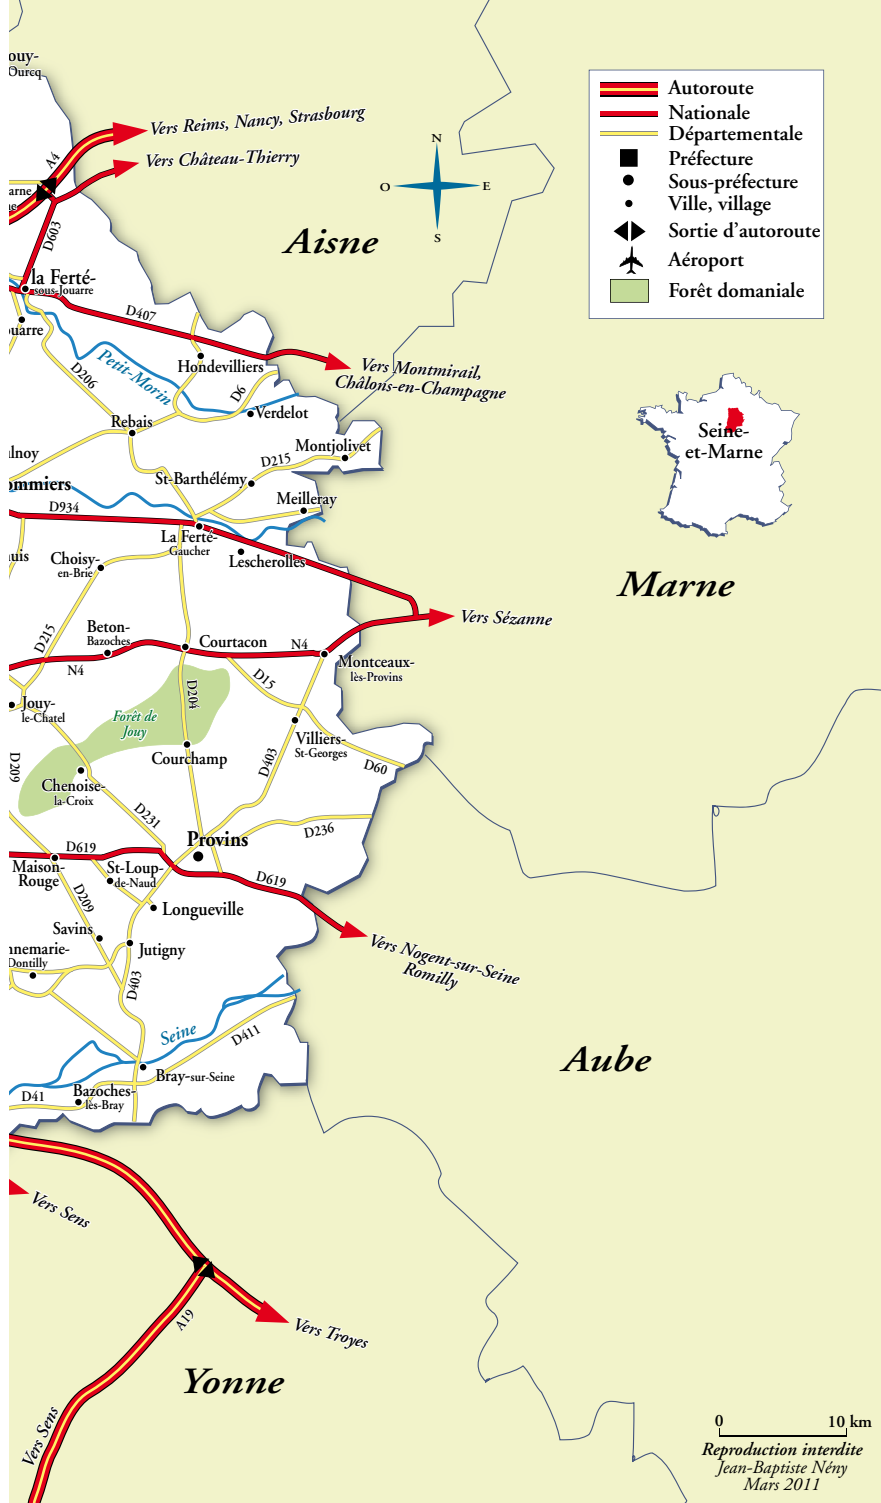 ouy-
Ourcq
Autoroute
Nationale
Départementale
Préfecture
Sous-préfecture
Ville, village
Sortie d'autoroute
Aéroport
Forêt domaniale
Vers Reims, Nancy, Strasbourg
A4
Vers Château-Thierry
N
O
E
S
arne
D603
Aisne
la Ferté-
sous-Jouarre
D407
ouarre
Petit-Morin
Hondevilliers
Vers Montmirail,
Châlons-en-Champagne
D206
D6
Verdelot
Rebais
Seine-
et-Marne
Montjolivet
lnoy
D215
St-Barthélémy
ommiers
Meilleray
D934
La Ferté-
Gaucher
uis
Choisy-
en-Brie
Lescherolles
Marne
Vers Sézanne
Beton-
Bazoches
D215
Courtacon
N4
N4
Montceaux-
lès-Provins
D15
D204
Jouy-
le-Chatel
Forêt de
Jouy
Villiers-
St-Georges
D209
Courchamp
D403
D60
Chenoise-
la-Croix
D231
D236
Provins
D619
Maison-
Rouge
St-Loup-
de-Naud
D619
D209
Longueville
Savins
nnemarie-
Dontilly
Jutigny
Vers Nogent-sur-Seine
Romilly
D403
Seine
D411
Aube
Bray-sur-Seine
D41
Bazoches-
lès-Bray
Vers Sens
A19
Vers Troyes
Yonne
Vers Sens
0
10 km
Reproduction interdite
Jean-Baptiste Nény
Mars 2011